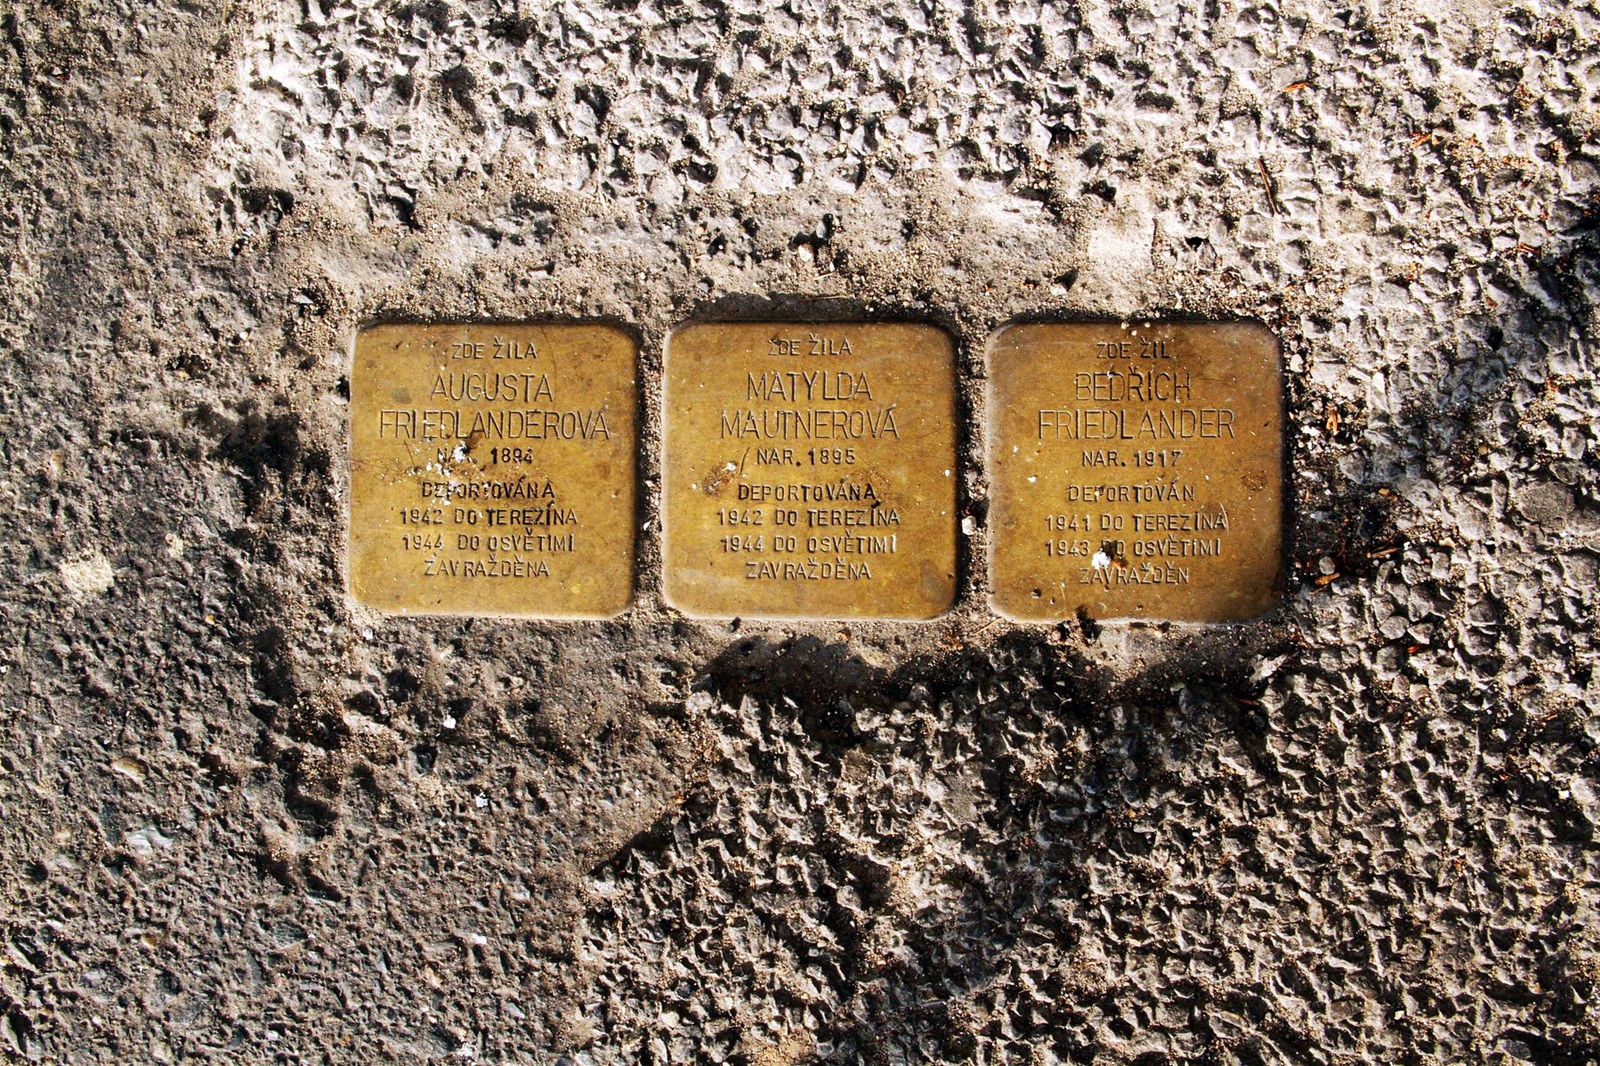 ZDE ŽILA
AUGUSTA
FRIEDLANDEROVÁ
NAR. 1894
DEPORTOVÁNA
1942 DO TEREZÍNA
1944 DO OSVĚTIMI
ZAVRAŽDĚNA
ZDE ŽILA
MATYLDA
MAUTNEROVÁ
NAR. 1895
DEPORTOVÁNA
1942 DO TEREZÍNA
1944 DO OSVĚTIMI
ZAVRAŽDĚNA
ZDE ŽIL
BEDŘICH
FRIEDLANDER
NAR. 1917
DEPORTOVÁN
1941 DO TEREZÍNA
1943 DO OSVĚTIMI
ZAVRAŽDĚN